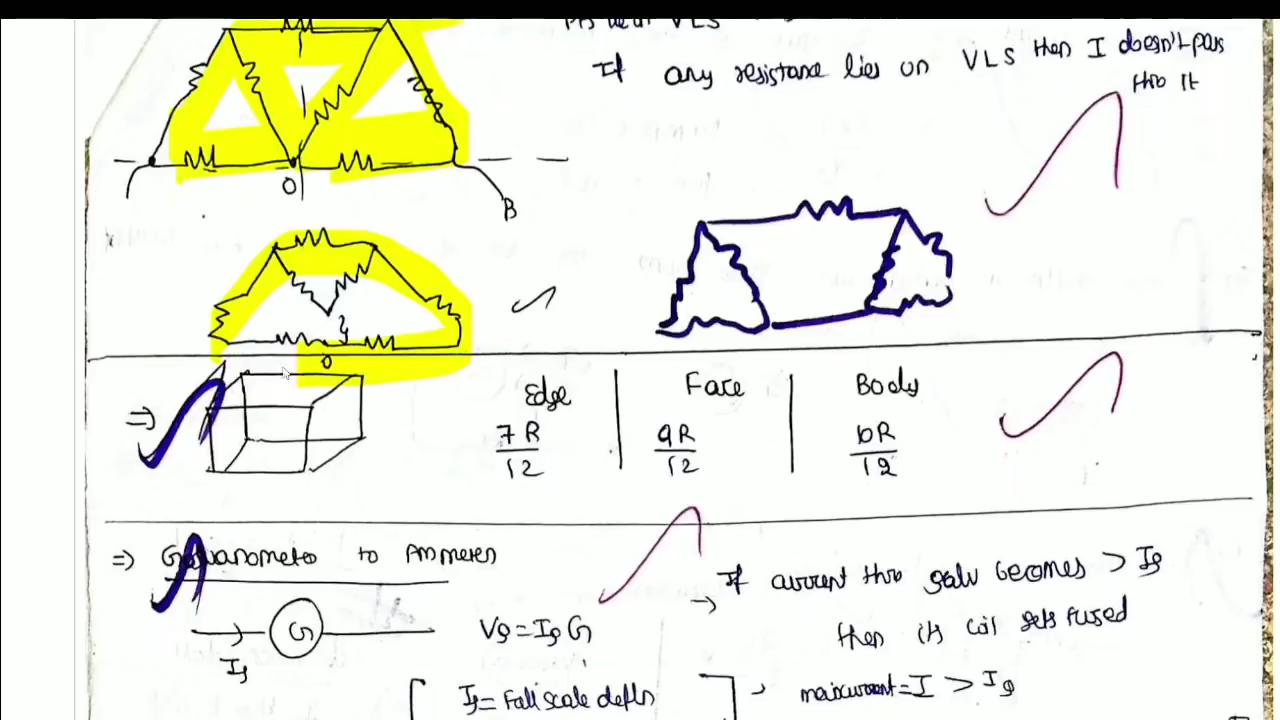 If any resistance lies on VLS then I doesn't pass
thro it
O
B
O
⇒
Edge | Face | Body
7R/12 | 9R/12 | 10R/12
⇒ Galvanometer to Ammeter
→ If current thro galv becomes > Ig
then its coil gets fused
G
Vg = Ig G
Ig
Ig = Full scale defln
max current = I > Ig